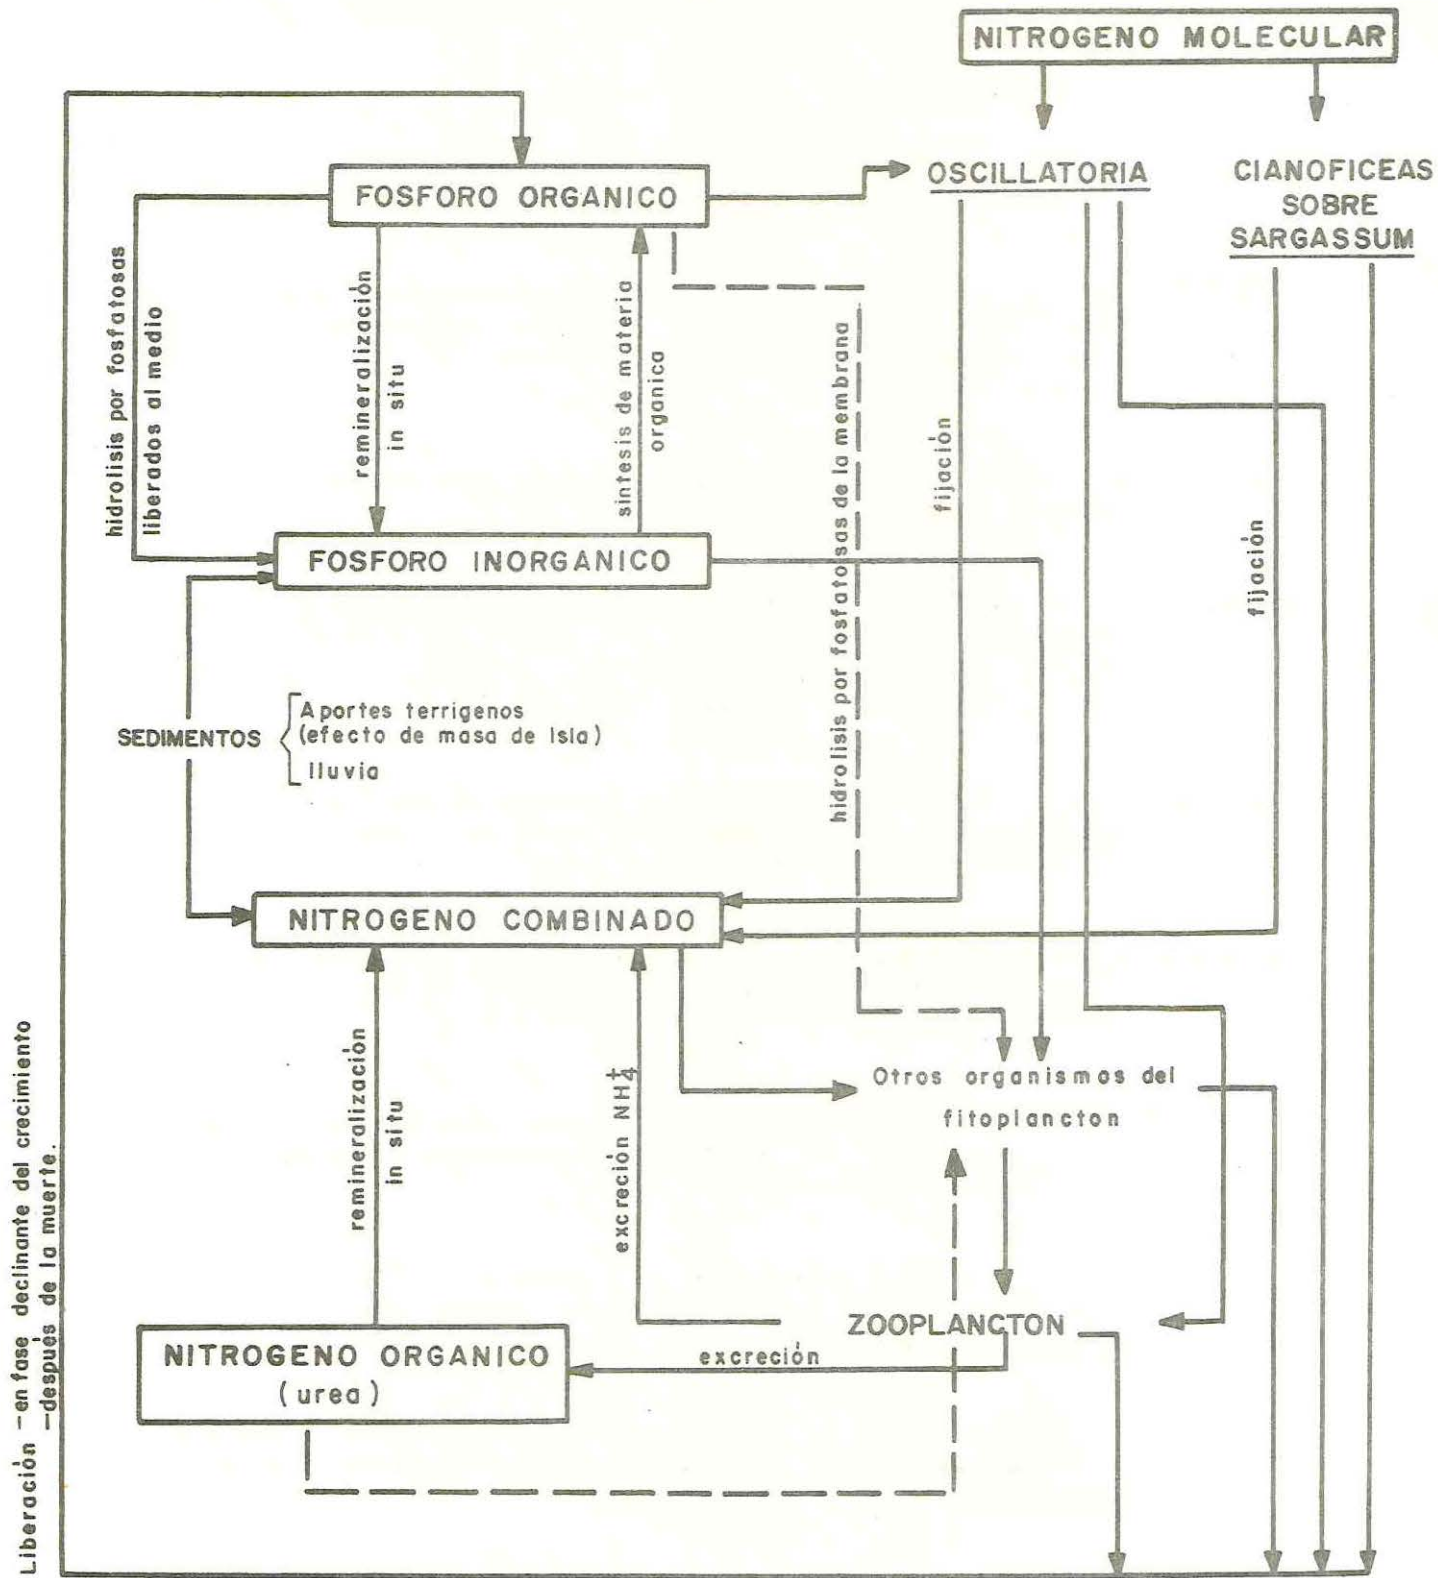 NITROGENO MOLECULAR
OSCILLATORIA
CIANOFICEAS
SOBRE
SARGASSUM
FOSFORO ORGANICO
hidrolisis por fosfatosas
liberados al medio
remineralización
in situ
sintesis de materia
organica
hidrolisis por fosfatosas de la membrana
fijación
fijación
FOSFORO INORGANICO
SEDIMENTOS
Aportes terrigenos
(efecto de masa de Isla)
lluvia
NITROGENO COMBINADO
remineralización
in situ
excreción NH4+
Otros organismos del
fitoplancton
ZOOPLANCTON
excreción
NITROGENO ORGANICO
(urea)
Liberación -en fase declinante del crecimiento
-después de la muerte.